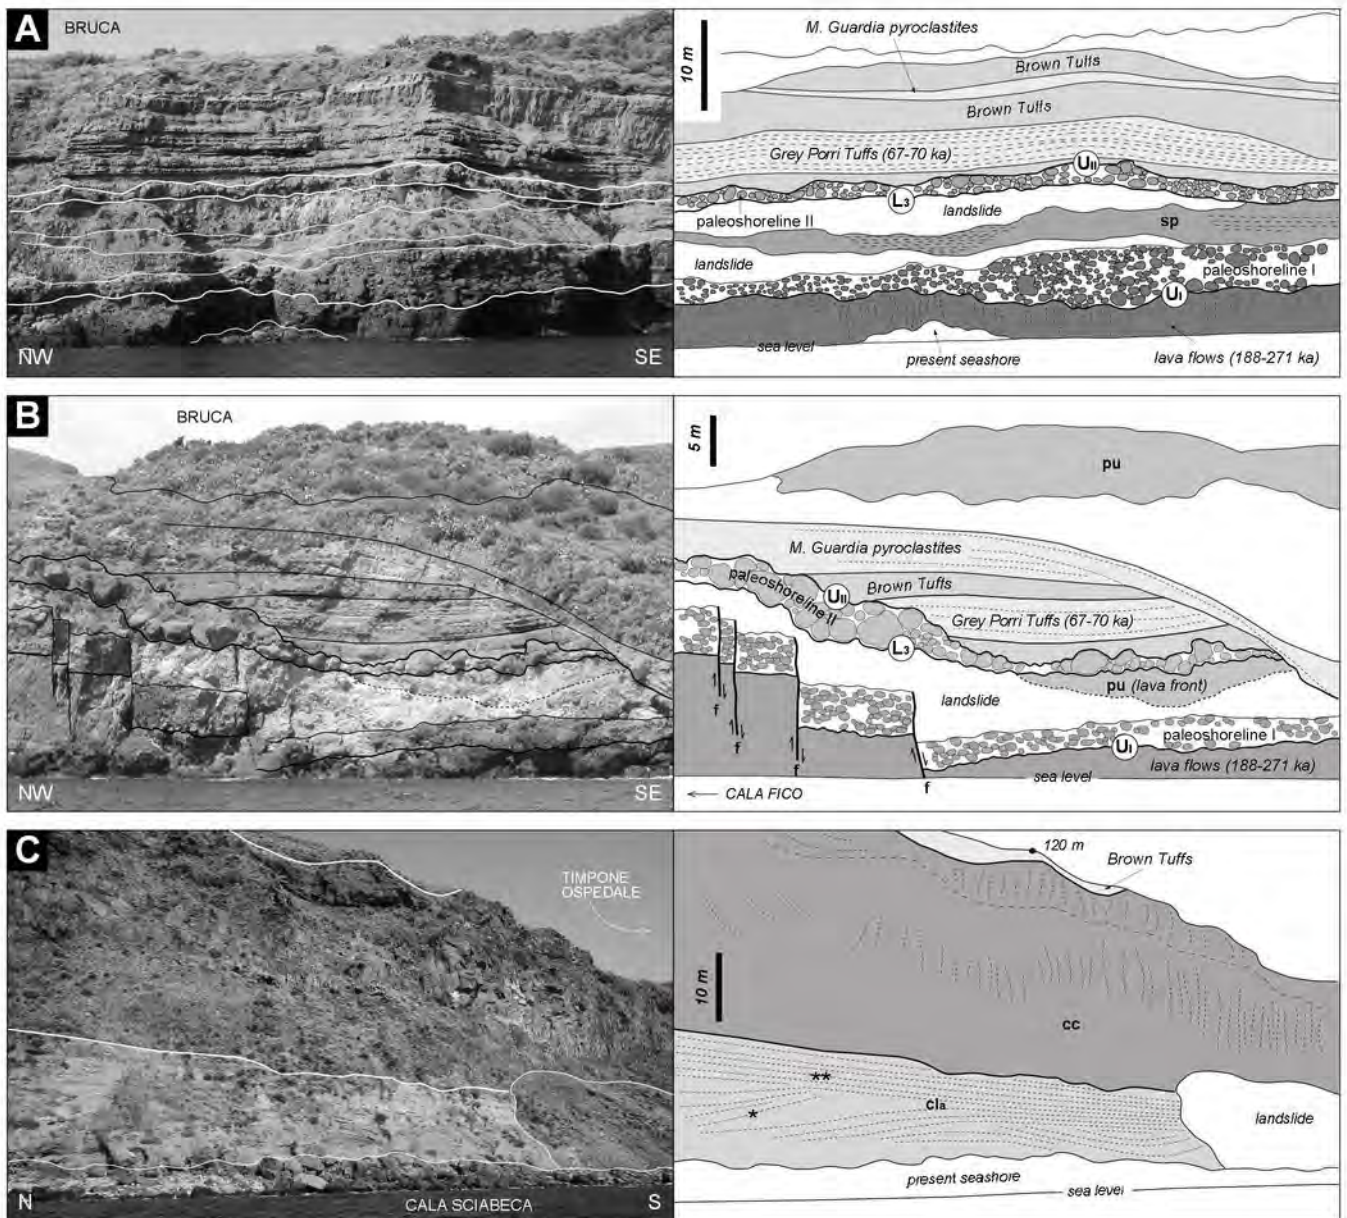 A
BRUCA
NW
SE
10 m
M. Guardia pyroclastites
Brown Tuffs
Brown Tuffs
Grey Porri Tuffs (67-70 ka)
UII
L3
landslide
paleoshoreline II
sp
landslide
paleoshoreline I
UI
sea level
present seashore
lava flows (188-271 ka)
B
BRUCA
NW
SE
5 m
pu
M. Guardia pyroclastites
paleoshoreline II
UII
Brown Tuffs
Grey Porri Tuffs (67-70 ka)
L3
pu (lava front)
landslide
f
f
f
f
paleoshoreline I
UI
lava flows (188-271 ka)
sea level
← CALA FICO
C
TIMPONE
OSPEDALE
N
CALA SCIABECA
S
120 m
Brown Tuffs
10 m
cc
**
*
cla
landslide
present seashore
sea level